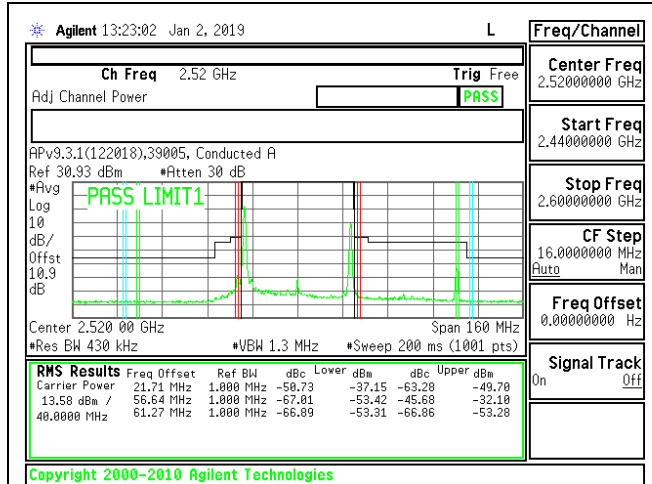 Agilent 13:23:02 Jan 2, 2019 L
Freq/Channel
Ch Freq 2.52 GHz Trig Free
Adj Channel Power PASS
APv9.3.1(122018),39005, Conducted A
Ref 30.93 dBm #Atten 30 dB
#Avg
Log
10
dB/
Offst
10.9
dB
PASS LIMIT1
Center 2.520 00 GHz Span 160 MHz
#Res BW 430 kHz #VBW 1.3 MHz #Sweep 200 ms (1001 pts)
RMS Results Freq Offset Ref BW dBc Lower dBm dBc Upper dBm
Carrier Power 21.71 MHz 1.000 MHz -50.73 -37.15 -63.28 -49.70
13.58 dBm / 56.64 MHz 1.000 MHz -67.01 -53.42 -45.68 -32.10
40.0000 MHz 61.27 MHz 1.000 MHz -66.89 -53.31 -66.86 -53.28
Center Freq
2.52000000 GHz
Start Freq
2.44000000 GHz
Stop Freq
2.60000000 GHz
CF Step
16.0000000 MHz
Auto Man
Freq Offset
0.00000000 Hz
Signal Track
On Off
Copyright 2000-2010 Agilent Technologies